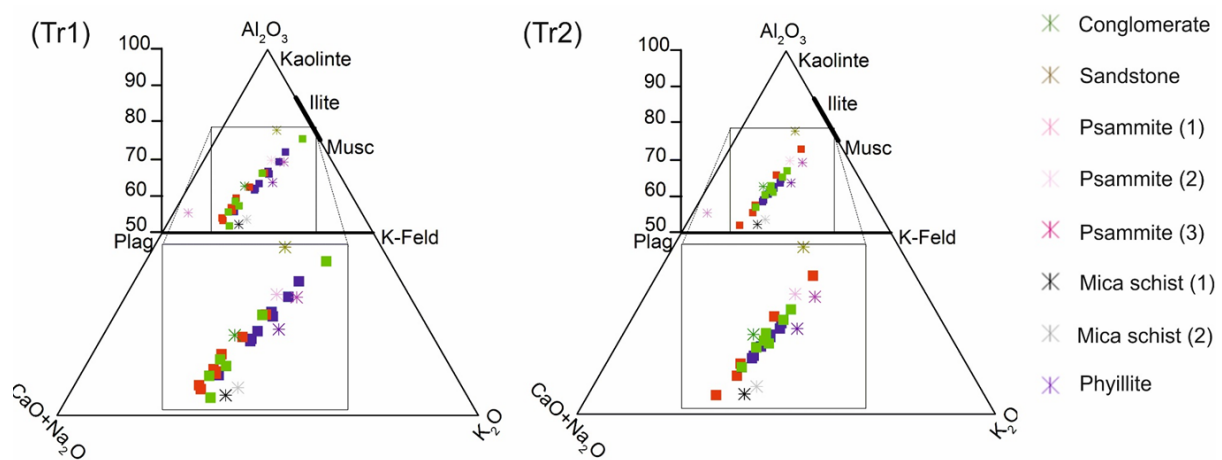 (Tr1)
Al2O3
Kaolinte
100
90
80
70
60
50
Ilite
Musc
Plag
K-Feld
CaO+Na2O
K2O
(Tr2)
Al2O3
Kaolinte
100
90
80
70
60
50
Ilite
Musc
Plag
K-Feld
CaO+Na2O
K2O
Conglomerate
Sandstone
Psammite (1)
Psammite (2)
Psammite (3)
Mica schist (1)
Mica schist (2)
Phyillite